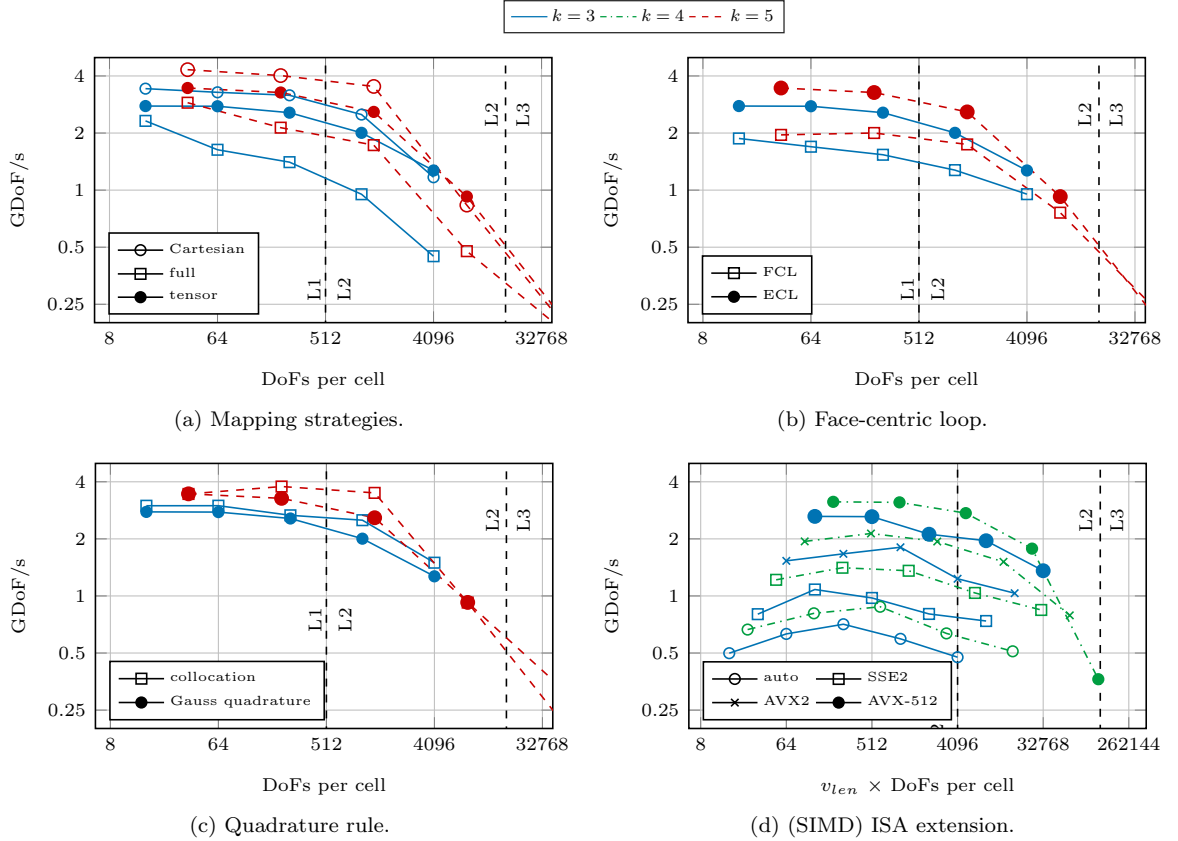 k = 3 k = 4 k = 5
4
2
1
0.5
0.25
GDoF/s
L2
L3
L1
L2
Cartesian
full
tensor
8 64 512 4096 32768
DoFs per cell
(a) Mapping strategies.
4
2
1
0.5
0.25
GDoF/s
L2
L3
L1
L2
FCL
ECL
8 64 512 4096 32768
DoFs per cell
(b) Face-centric loop.
4
2
1
0.5
0.25
GDoF/s
L2
L3
L1
L2
collocation
Gauss quadrature
8 64 512 4096 32768
DoFs per cell
(c) Quadrature rule.
4
2
1
0.5
0.25
GDoF/s
L2
L3
auto SSE2
AVX2 AVX-512
8 64 512 4096 32768 262144
vlen × DoFs per cell
(d) (SIMD) ISA extension.